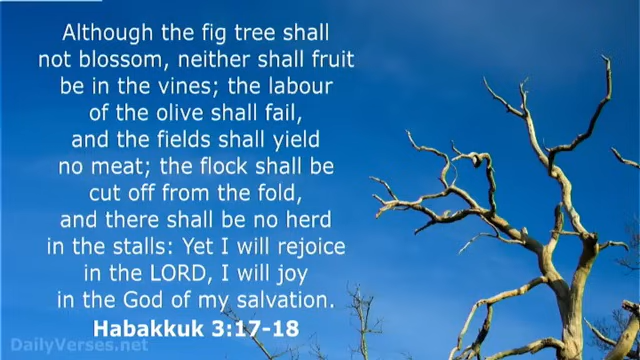 Although the fig tree shall
not blossom, neither shall fruit
be in the vines; the labour
of the olive shall fail,
and the fields shall yield
no meat; the flock shall be
cut off from the fold,
and there shall be no herd
in the stalls: Yet I will rejoice
in the LORD, I will joy
in the God of my salvation.
Habakkuk 3:17-18
DailyVerses.net